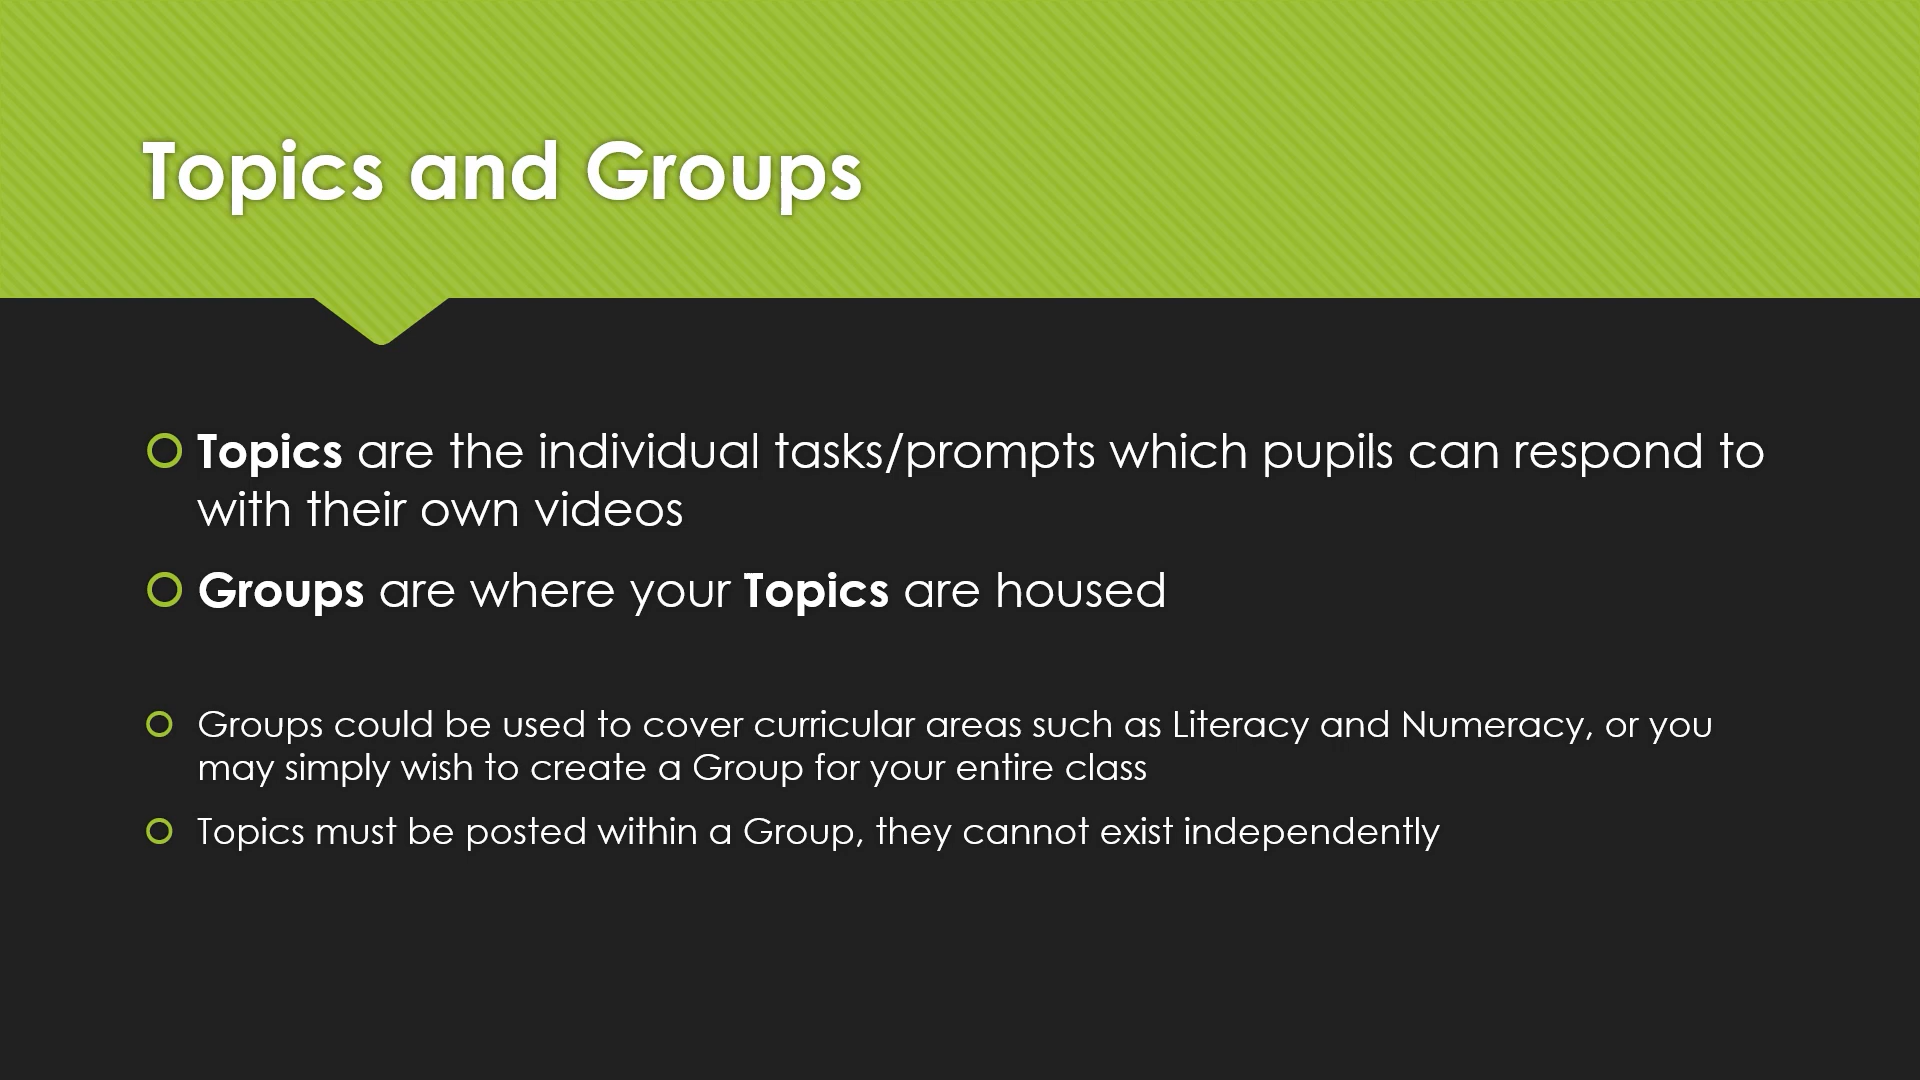 Topics and Groups
Topics are the individual tasks/prompts which pupils can respond to
with their own videos
Groups are where your Topics are housed
Groups could be used to cover curricular areas such as Literacy and Numeracy, or you
may simply wish to create a Group for your entire class
Topics must be posted within a Group, they cannot exist independently